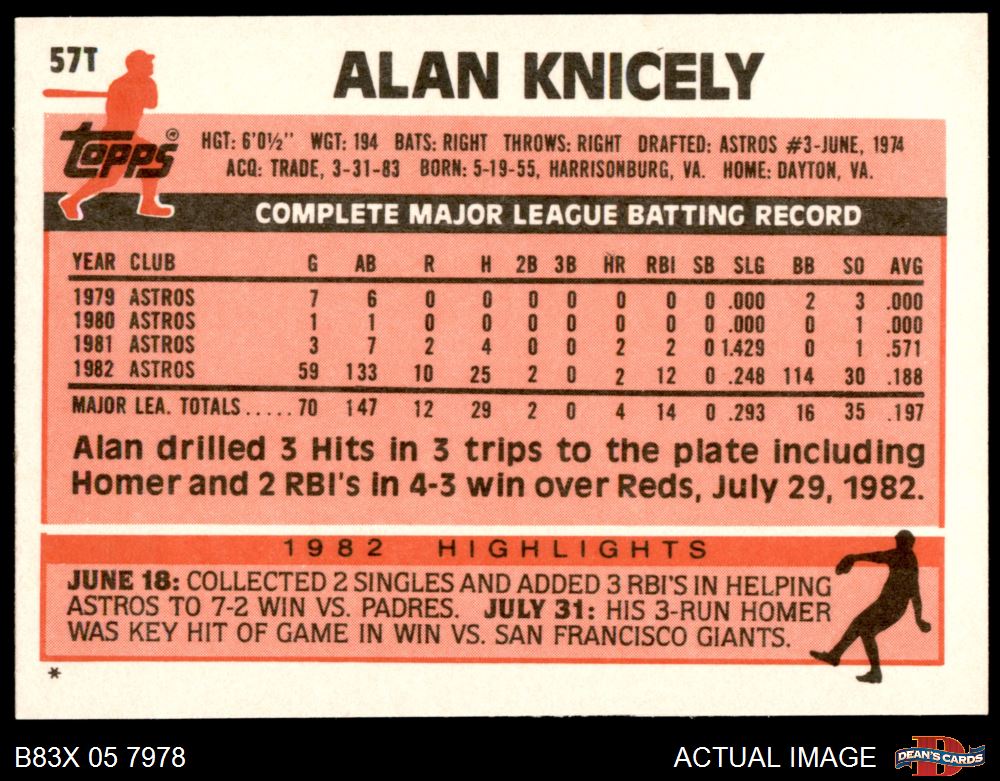 57T
ALAN KNICELY
topps®
HGT: 6'0½" WGT: 194 BATS: RIGHT THROWS: RIGHT DRAFTED: ASTROS #3-JUNE, 1974
ACQ: TRADE, 3-31-83 BORN: 5-19-55, HARRISONBURG, VA. HOME: DAYTON, VA.
COMPLETE MAJOR LEAGUE BATTING RECORD
YEAR CLUB G AB R H 2B 3B HR RBI SB SLG BB SO AVG
1979 ASTROS 7 6 0 0 0 0 0 0 0 .000 2 3 .000
1980 ASTROS 1 1 0 0 0 0 0 0 0 .000 0 1 .000
1981 ASTROS 3 7 2 4 0 0 2 2 0 1.429 0 1 .571
1982 ASTROS 59 133 10 25 2 0 2 12 0 .248 114 30 .188
MAJOR LEA. TOTALS..... 70 147 12 29 2 0 4 14 0 .293 16 35 .197
Alan drilled 3 Hits in 3 trips to the plate including
Homer and 2 RBI's in 4-3 win over Reds, July 29, 1982.
1982 HIGHLIGHTS
JUNE 18: COLLECTED 2 SINGLES AND ADDED 3 RBI'S IN HELPING
ASTROS TO 7-2 WIN VS. PADRES. JULY 31: HIS 3-RUN HOMER
WAS KEY HIT OF GAME IN WIN VS. SAN FRANCISCO GIANTS.
*
B83X 05 7978
ACTUAL IMAGE
D
DEAN'S CARDS